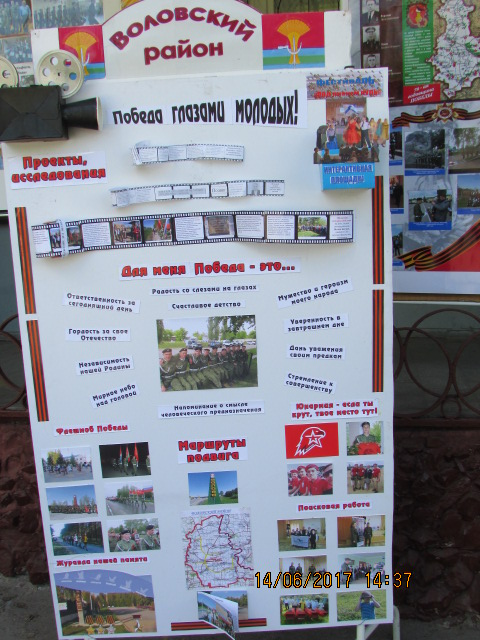 Воловский
район
Победа глазами молодых!
ФЕСТИВАЛЬ
ИНТЕРАКТИВНАЯ
ПЛОЩАДКА
Проекты,
исследования
Для меня Победа - это...
Радость со слезами на глазах
Счастливое детство
Ответственность за
сегодняшний день
Гордость за свое
Отечество
Независимость
нашей Родины
Мирное небо
над головой
Мужество и героизм
моего народа
Уверенность в
завтрашнем дне
Дань уважения
своим предкам
Стремление к
совершенству
Напоминание о смысле
человеческого предназначения
Флешмоб Победы
Маршруты
подвига
Юнармия - если ты
крут, твое место тут!
Поисковая работа
Журавли нашей памяти
14/06/2017 14:37